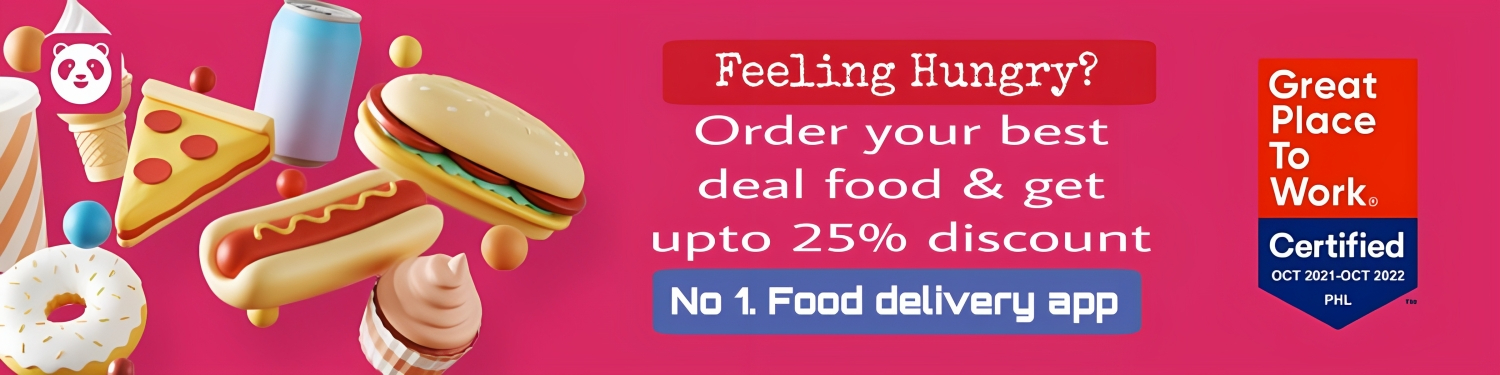 Feeling Hungry?
Order your best
deal food & get
upto 25% discount
No 1. Food delivery app
Great
Place
To
Work®
Certified
OCT 2021-OCT 2022
PHL
TM